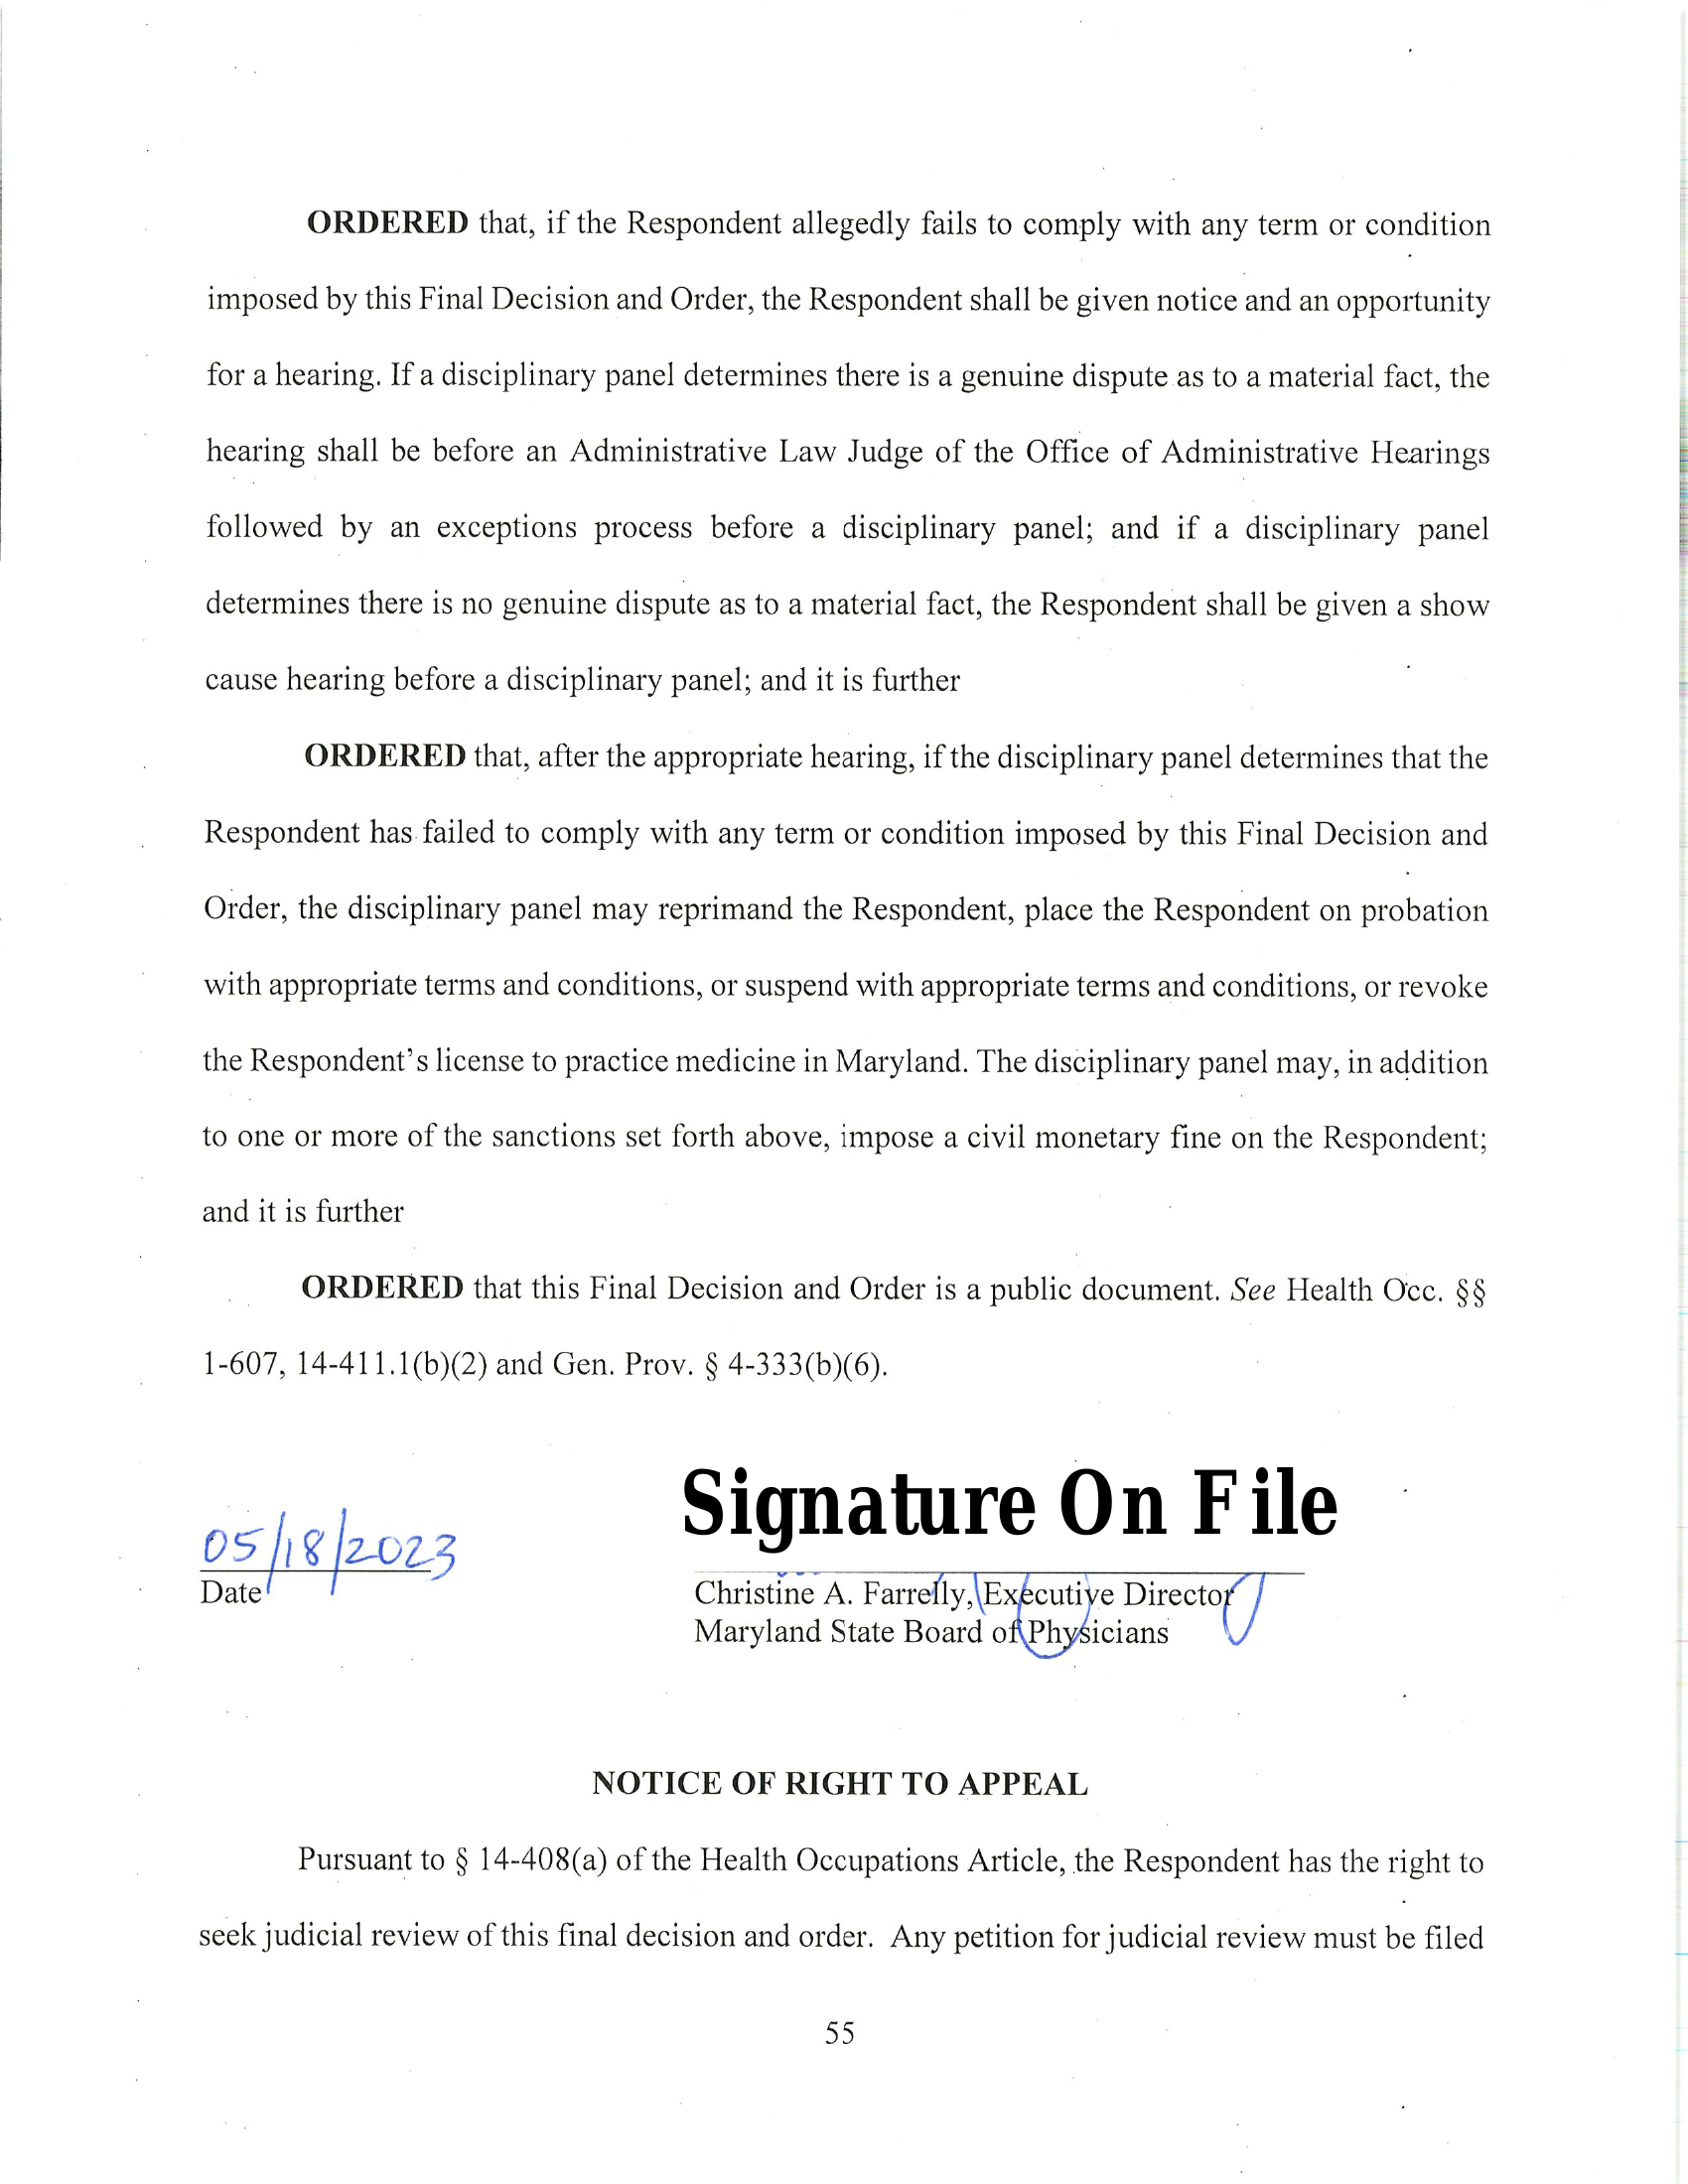 ORDERED that, if the Respondent allegedly fails to comply with any term or condition
imposed by this Final Decision and Order, the Respondent shall be given notice and an opportunity
for a hearing. If a disciplinary panel determines there is a genuine dispute as to a material fact, the
hearing shall be before an Administrative Law Judge of the Office of Administrative Hearings
followed by an exceptions process before a disciplinary panel; and if a disciplinary panel
determines there is no genuine dispute as to a material fact, the Respondent shall be given a show
cause hearing before a disciplinary panel; and it is further
ORDERED that, after the appropriate hearing, if the disciplinary panel determines that the
Respondent has failed to comply with any term or condition imposed by this Final Decision and
Order, the disciplinary panel may reprimand the Respondent, place the Respondent on probation
with appropriate terms and conditions, or suspend with appropriate terms and conditions, or revoke
the Respondent's license to practice medicine in Maryland. The disciplinary panel may, in addition
to one or more of the sanctions set forth above, impose a civil monetary fine on the Respondent;
and it is further
ORDERED that this Final Decision and Order is a public document. See Health Occ. §§
1-607, 14-411.1(b)(2) and Gen. Prov. § 4-333(b)(6).
Signature On File
05/18/2023
Date
Christine A. Farrelly, Executive Director
Maryland State Board of Physicians
NOTICE OF RIGHT TO APPEAL
Pursuant to § 14-408(a) of the Health Occupations Article, the Respondent has the right to
seek judicial review of this final decision and order. Any petition for judicial review must be filed
55